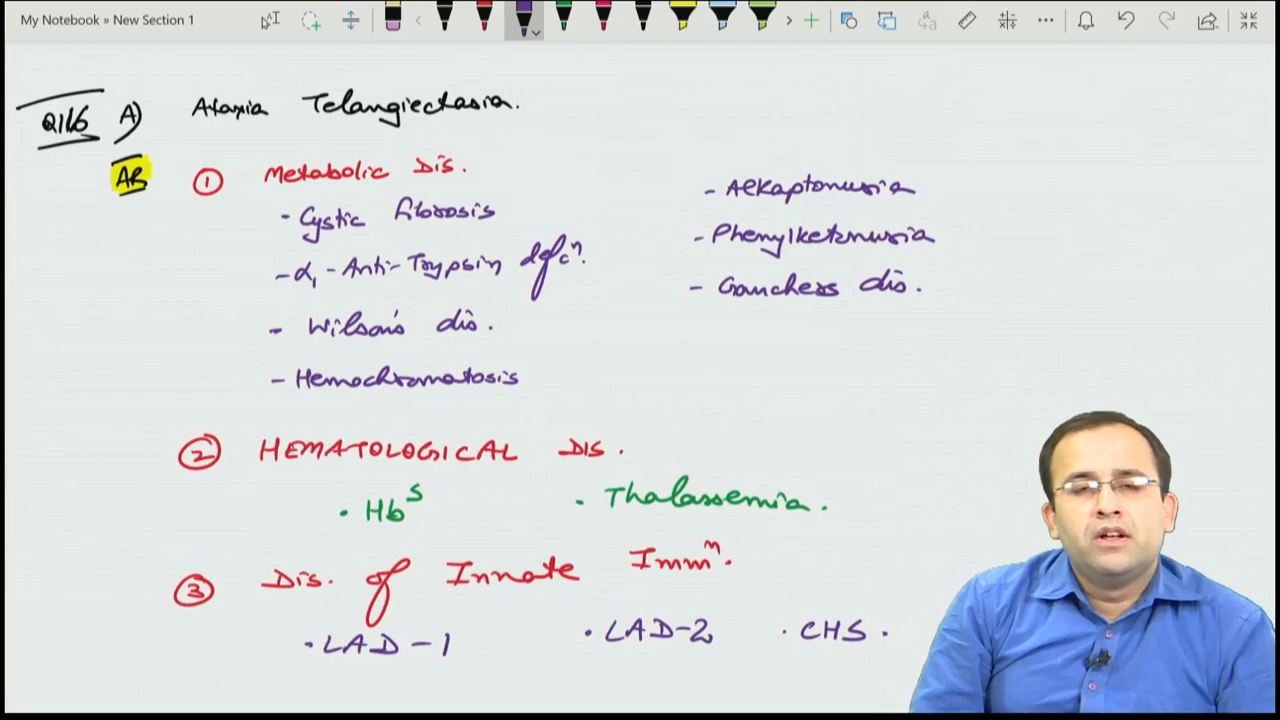 My Notebook » New Section 1
Q116 A) Ataxia Telangiectasia.
AR ① Metabolic Dis.
- Cystic fibrosis
- α₁ - Anti-Trypsin defcⁿ.
- Wilson's dis.
- Hemochromatosis
- Alkaptonuria
- Phenylketonuria
- Gauchers dis.
② HEMATOLOGICAL DIS.
• Hbˢ • Thalassemia.
③ Dis. of Innate Immⁿ.
• LAD-1 • LAD-2 • CHS.